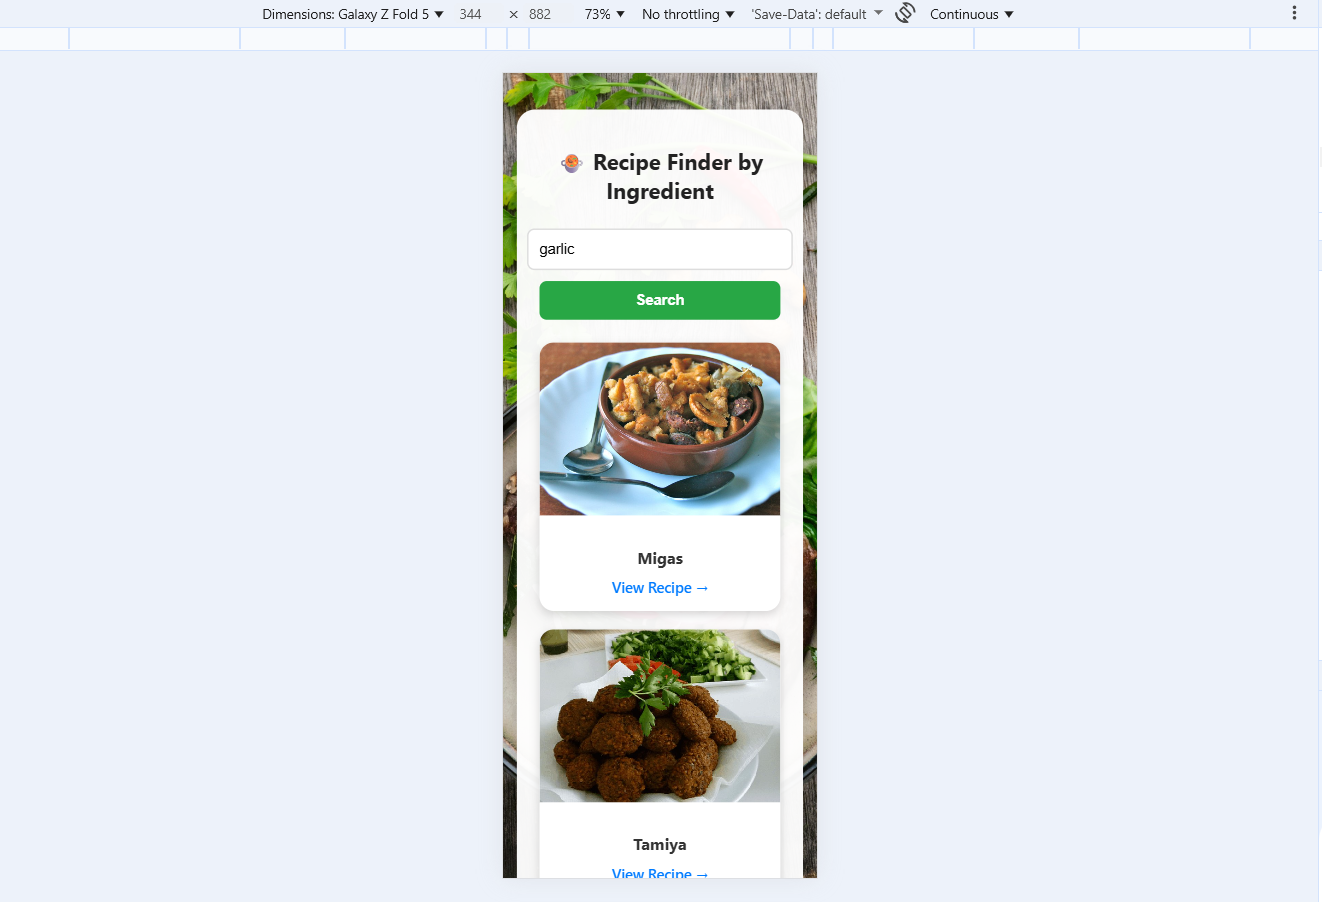 Dimensions: Galaxy Z Fold 5 ▼ 344 × 882 73% ▼ No throttling ▼ 'Save-Data': default ▼ Continuous ▼
Recipe Finder by
Ingredient
garlic
Search
Migas
View Recipe →
Tamiya
View Recipe →